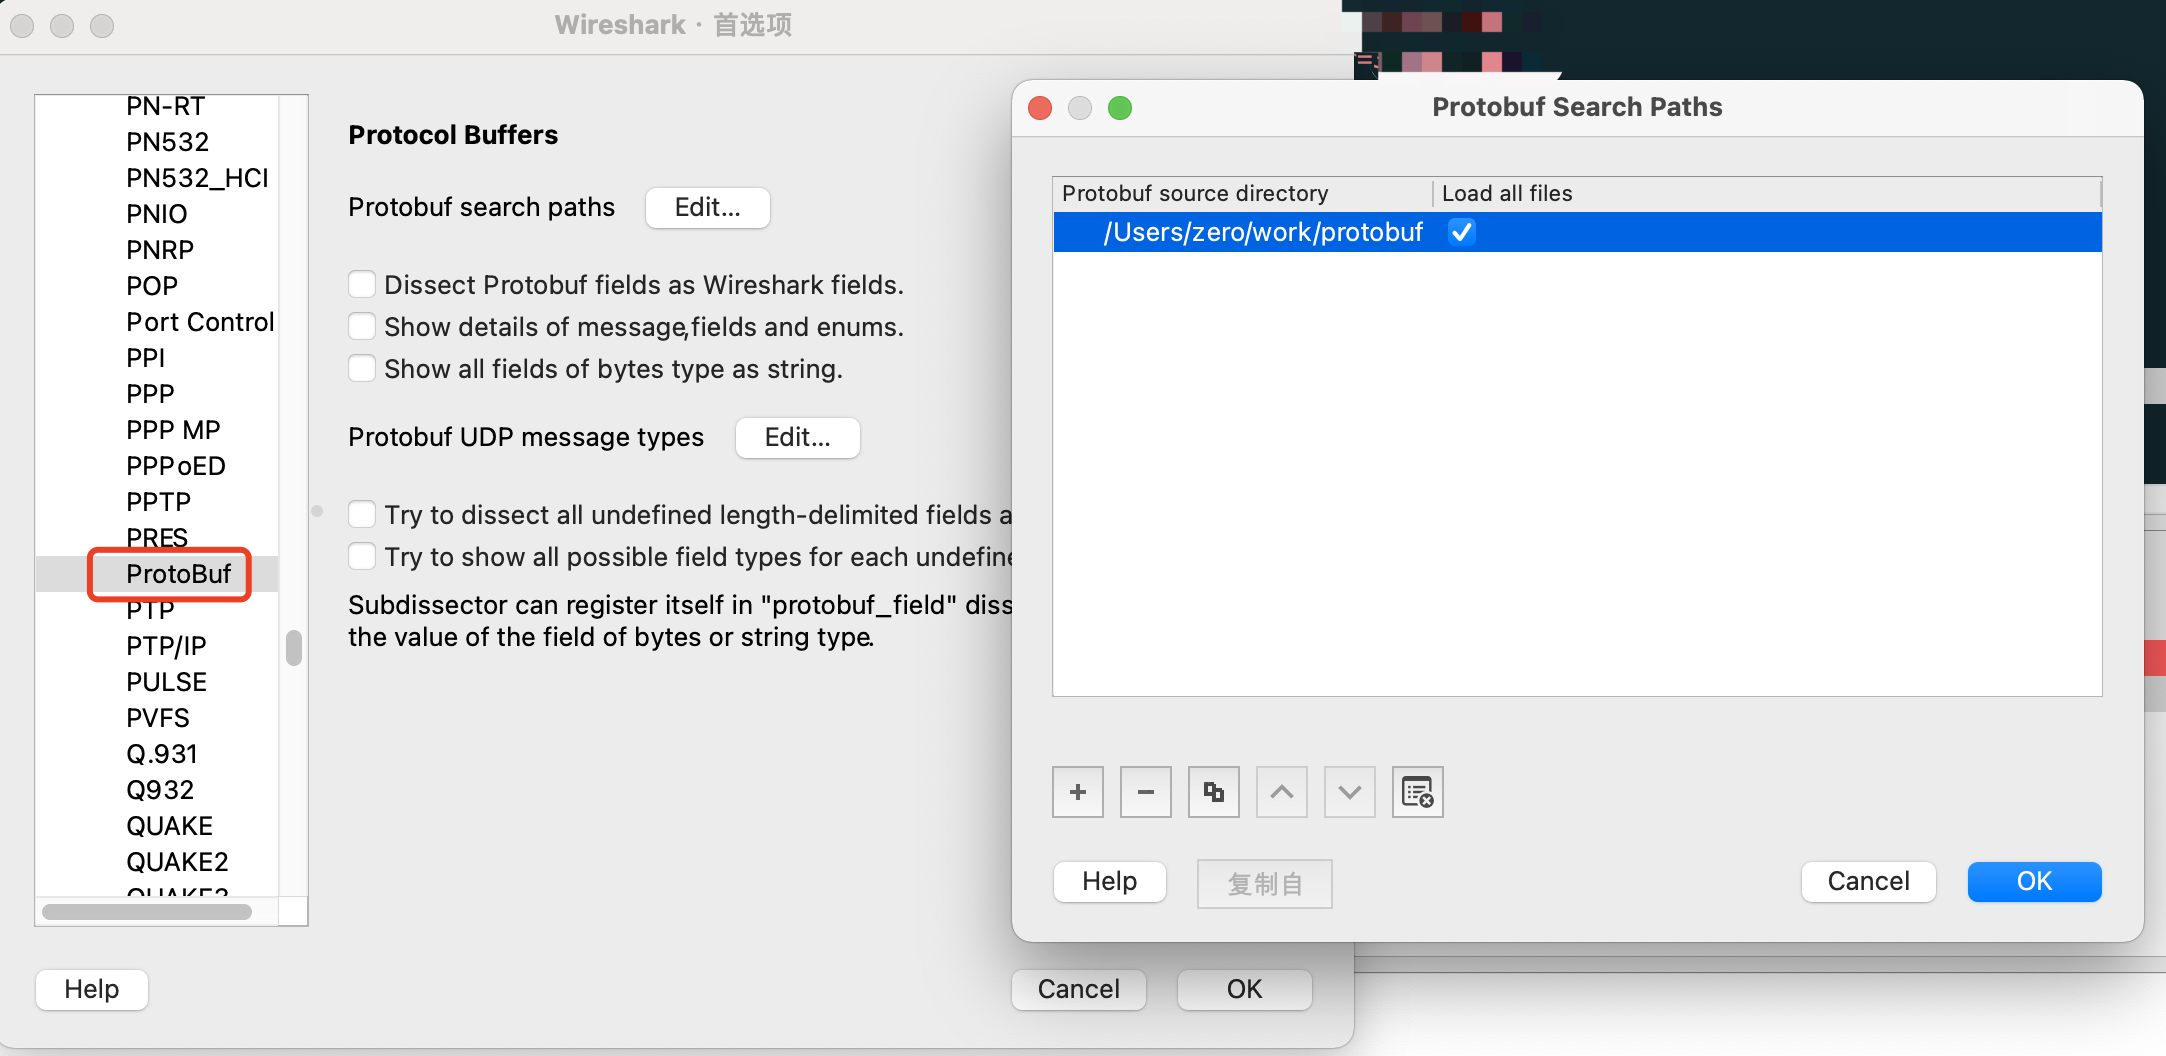 Wireshark · 首选项
PN-RT
PN532
PN532_HCI
PNIO
PNRP
POP
Port Control
PPI
PPP
PPP MP
PPPoED
PPTP
PRES
ProtoBuf
PTP
PTP/IP
PULSE
PVFS
Q.931
Q932
QUAKE
QUAKE2
QUAKE3
Protocol Buffers
Protobuf search paths
Edit...
Dissect Protobuf fields as Wireshark fields.
Show details of message,fields and enums.
Show all fields of bytes type as string.
Protobuf UDP message types
Edit...
Try to dissect all undefined length-delimited fields a
Try to show all possible field types for each undefine
Subdissector can register itself in "protobuf_field" diss
the value of the field of bytes or string type.
Help
Cancel
OK
Protobuf Search Paths
Protobuf source directory
Load all files
/Users/zero/work/protobuf
Help
复制自
Cancel
OK